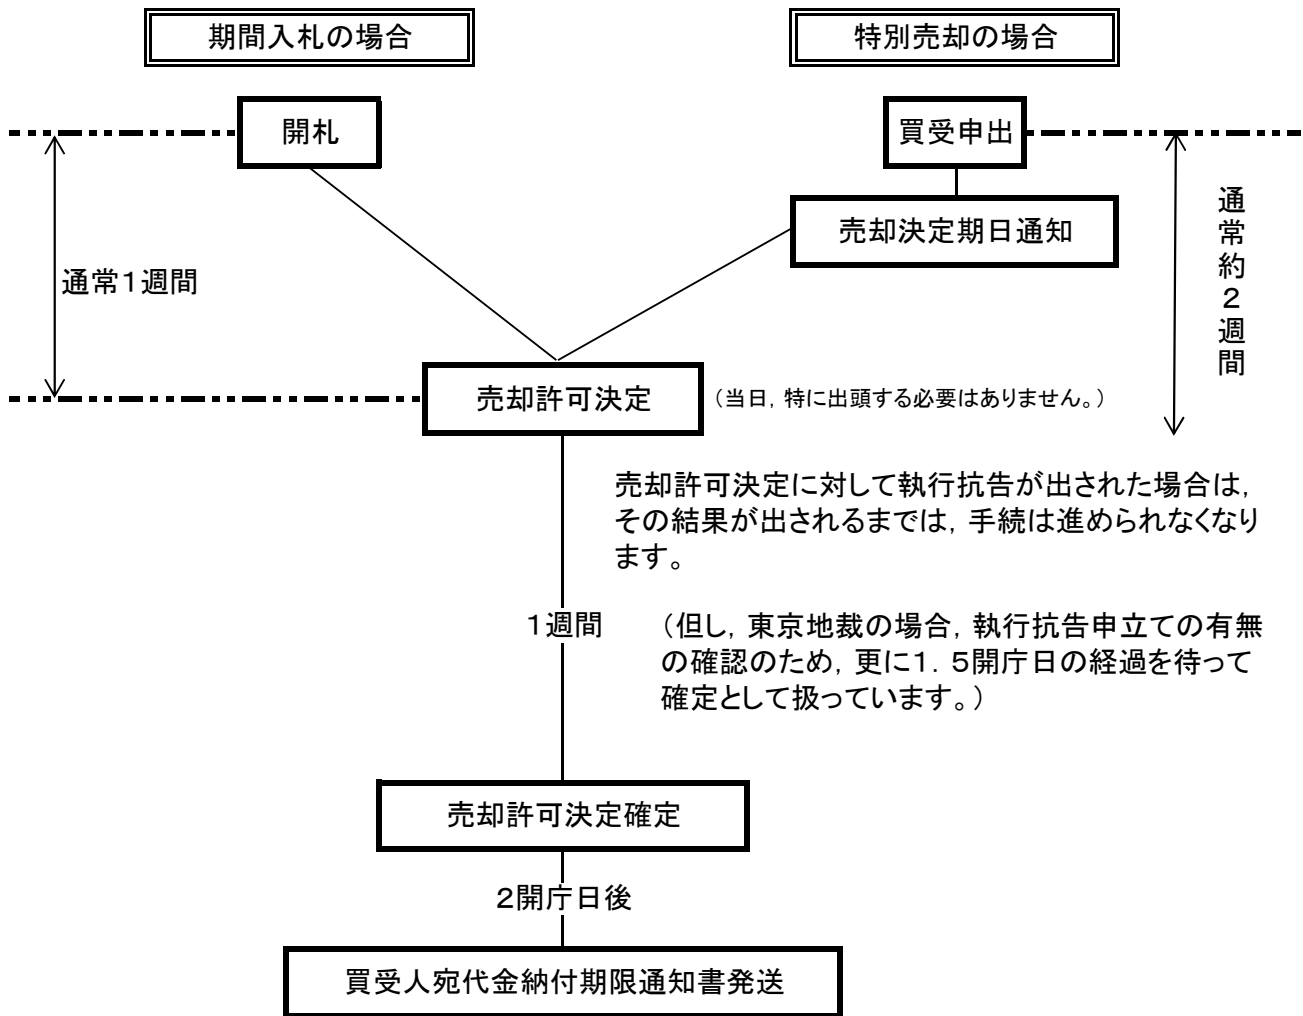 期間入札の場合
特別売却の場合
開札
買受申出
売却決定期日通知
通常1週間
通常約2週間
売却許可決定
（当日，特に出頭する必要はありません。）
売却許可決定に対して執行抗告が出された場合は，
その結果が出されるまでは，手続は進められなくなり
ます。
1週間
（但し，東京地裁の場合，執行抗告申立ての有無
の確認のため，更に1．5開庁日の経過を待って
確定として扱っています。）
売却許可決定確定
2開庁日後
買受人宛代金納付期限通知書発送